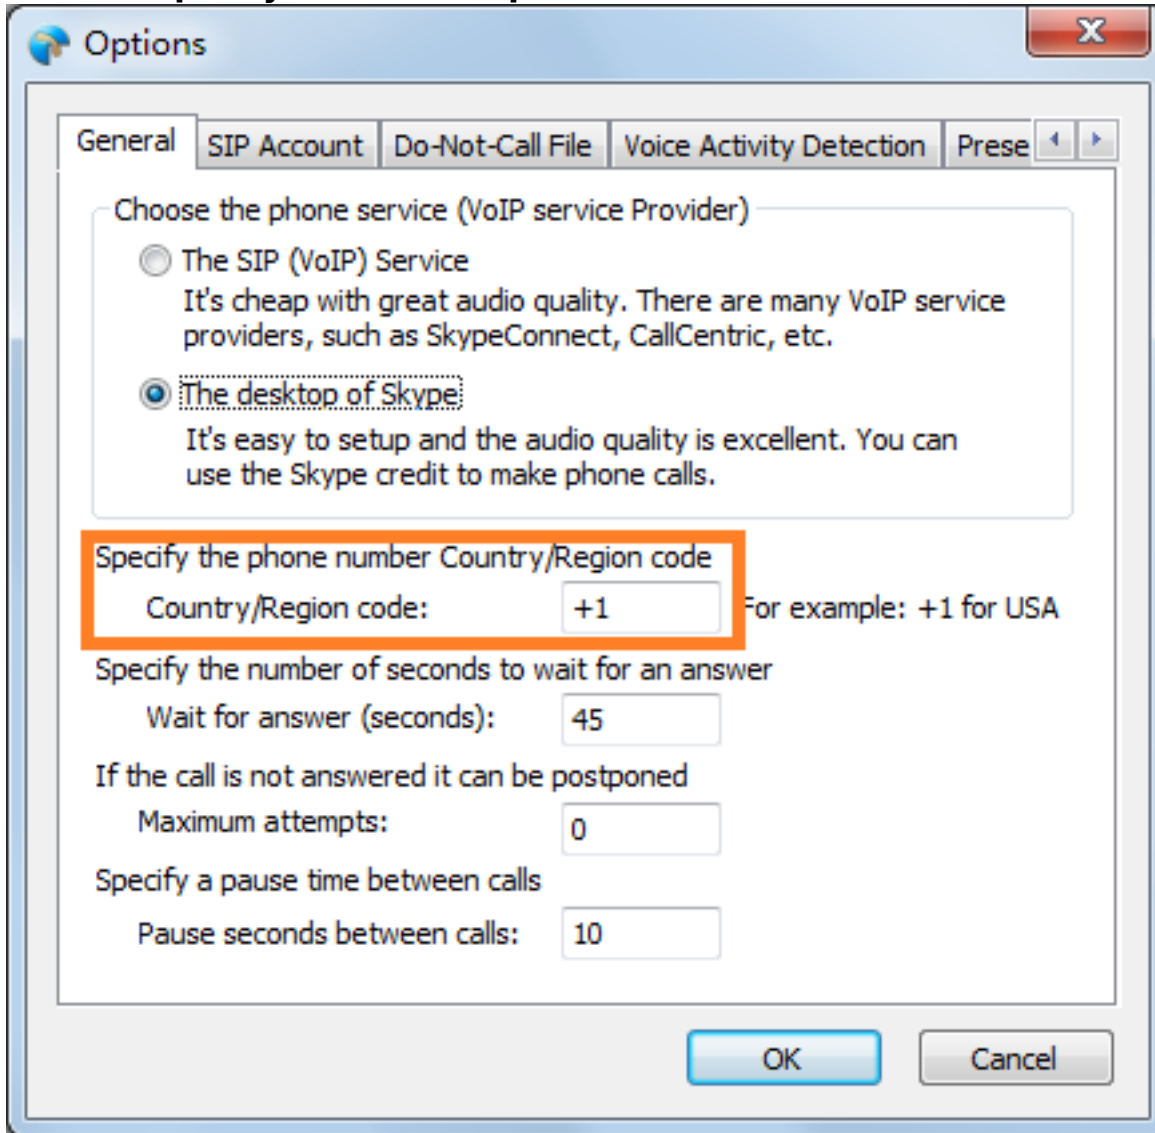 Options
General
SIP Account
Do-Not-Call File
Voice Activity Detection
Prese
Choose the phone service (VoIP service Provider)
The SIP (VoIP) Service
It's cheap with great audio quality. There are many VoIP service
providers, such as SkypeConnect, CallCentric, etc.
The desktop of Skype
It's easy to setup and the audio quality is excellent. You can
use the Skype credit to make phone calls.
Specify the phone number Country/Region code
Country/Region code: +1 For example: +1 for USA
Specify the number of seconds to wait for an answer
Wait for answer (seconds): 45
If the call is not answered it can be postponed
Maximum attempts: 0
Specify a pause time between calls
Pause seconds between calls: 10
OK Cancel